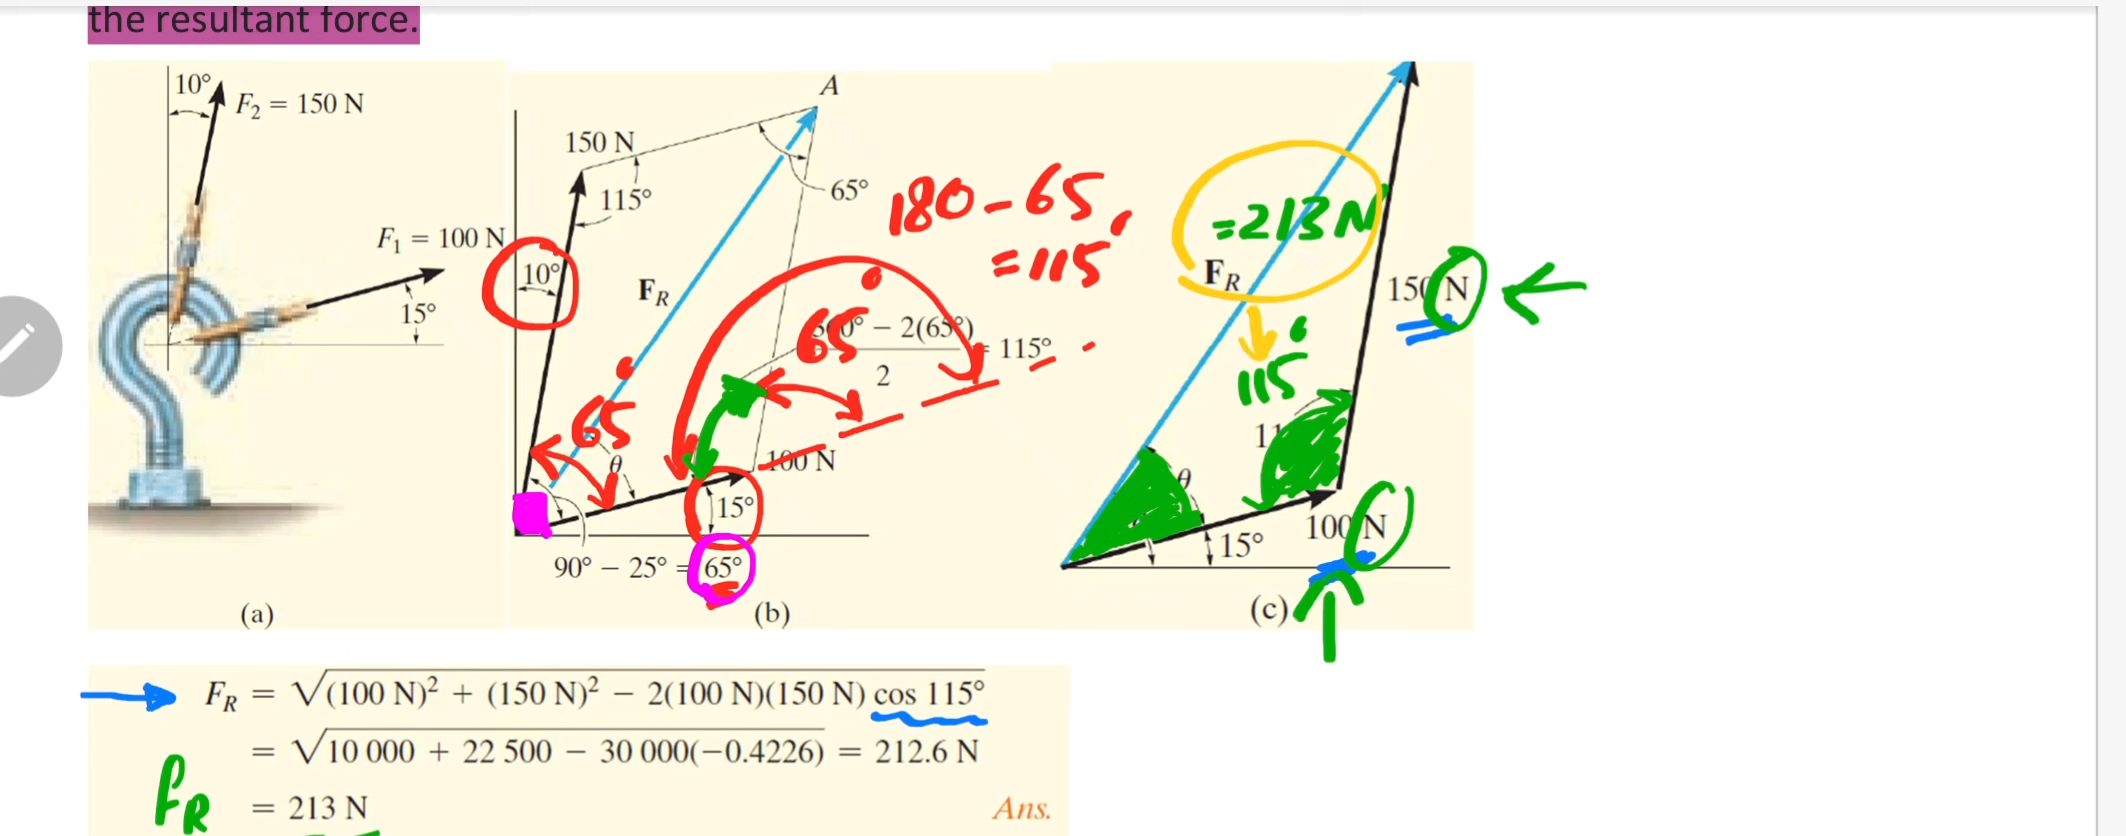 the resultant force.
10°
F₂ = 150 N
F₁ = 100 N
15°
(a)
A
150 N
115°
65°
10°
F_R
180 - 65°
= 115
65°
− 2(65°)
2
= 115°
65°
θ
100 N
15°
90° − 25° = 65°
(b)
= 213 N
F_R
150 N
115°
θ
15°
100 N
(c)
F_R = √(100 N)² + (150 N)² − 2(100 N)(150 N) cos 115°
= √10 000 + 22 500 − 30 000(−0.4226) = 212.6 N
F_R
= 213 N
Ans.